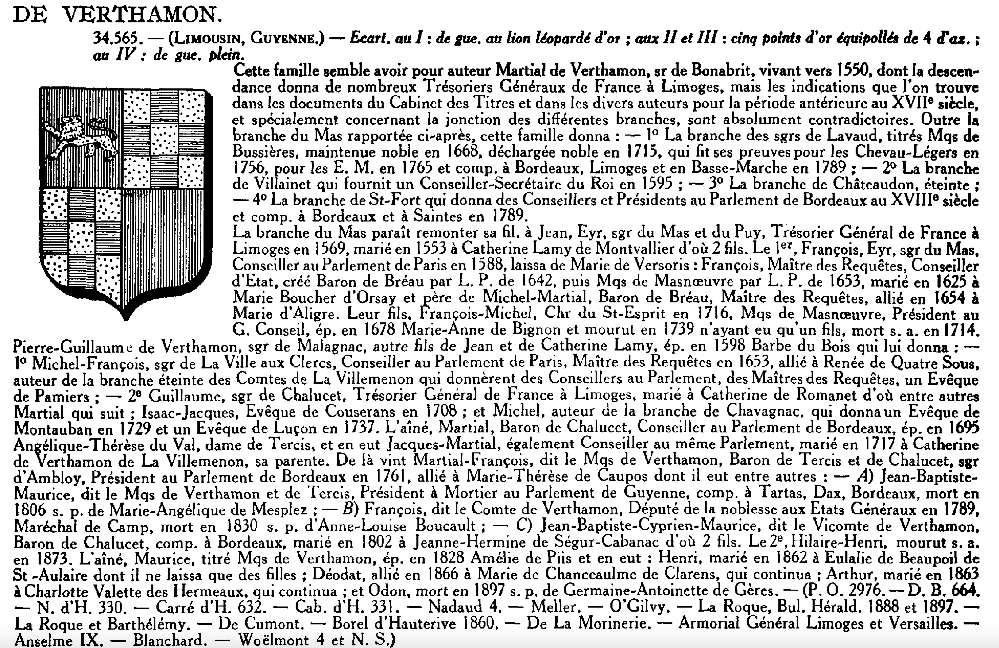 DE VERTHAMON.
34.565. — (LIMOUSIN, GUYENNE.) — Ecart. au I : de gue. au lion léopardé d'or ; aux II et III : cinq points d'or équipollés de 4 d'az. ;
au IV : de gue. plein.
Cette famille semble avoir pour auteur Martial de Verthamon, sr de Bonabrit, vivant vers 1550, dont la descen-
dance donna de nombreux Trésoriers Généraux de France à Limoges, mais les indications que l'on trouve
dans les documents du Cabinet des Titres et dans les divers auteurs pour la période antérieure au XVIIe siècle,
et spécialement concernant la jonction des différentes branches, sont absolument contradictoires. Outre la
branche du Mas rapportée ci-après, cette famille donna : — 1º La branche des sgrs de Lavaud, titrés Mqs de
Bussières, maintenue noble en 1668, déchargée noble en 1715, qui fit ses preuves pour les Chevau-Légers en
1756, pour les E. M. en 1765 et comp. à Bordeaux, Limoges et en Basse-Marche en 1789 ; — 2º La branche
de Villainet qui fournit un Conseiller-Secrétaire du Roi en 1595 ; — 3º La branche de Châteaudon, éteinte ;
— 4º La branche de St-Fort qui donna des Conseillers et Présidents au Parlement de Bordeaux au XVIIIe siècle
et comp. à Bordeaux et à Saintes en 1789.
La branche du Mas paraît remonter sa fil. à Jean, Eyr, sgr du Mas et du Puy, Trésorier Général de France à
Limoges en 1569, marié en 1553 à Catherine Lamy de Montvallier d'où 2 fils. Le 1er, François, Eyr, sgr du Mas,
Conseiller au Parlement de Paris en 1588, laissa de Marie de Versoris : François, Maître des Requêtes, Conseiller
d'Etat, créé Baron de Bréau par L. P. de 1642, puis Mqs de Masnœuvre par L. P. de 1653, marié en 1625 à
Marie Boucher d'Orsay et père de Michel-Martial, Baron de Bréau, Maître des Requêtes, allié en 1654 à
Marie d'Aligre. Leur fils, François-Michel, Chr du St-Esprit en 1716, Mqs de Masnœuvre, Président au
G. Conseil, ép. en 1678 Marie-Anne de Bignon et mourut en 1739 n'ayant eu qu'un fils, mort s. a. en 1714.
Pierre-Guillaume de Verthamon, sgr de Malagnac, autre fils de Jean et de Catherine Lamy, ép. en 1598 Barbe du Bois qui lui donna : —
1º Michel-François, sgr de La Ville aux Clercs, Conseiller au Parlement de Paris, Maître des Requêtes en 1653, allié à Renée de Quatre Sous,
auteur de la branche éteinte des Comtes de La Villemenon qui donnèrent des Conseillers au Parlement, des Maîtres des Requêtes, un Evêque
de Pamiers ; — 2e Guillaume, sgr de Chalucet, Trésorier Général de France à Limoges, marié à Catherine de Romanet d'où entre autres
Martial qui suit ; Isaac-Jacques, Evêque de Couserans en 1708 ; et Michel, auteur de la branche de Chavagnac, qui donna un Evêque de
Montauban en 1729 et un Evêque de Luçon en 1737. L'aîné, Martial, Baron de Chalucet, Conseiller au Parlement de Bordeaux, ép. en 1695
Angélique-Thérèse du Val, dame de Tercis, et en eut Jacques-Martial, également Conseiller au même Parlement, marié en 1717 à Catherine
de Verthamon de La Villemenon, sa parente. De là vint Martial-François, dit le Mqs de Verthamon, Baron de Tercis et de Chalucet, sgr
d'Ambloy, Président au Parlement de Bordeaux en 1761, allié à Marie-Thérèse de Caupos dont il eut entre autres : — A) Jean-Baptiste-
Maurice, dit le Mqs de Verthamon et de Tercis, Président à Mortier au Parlement de Guyenne, comp. à Tartas, Dax, Bordeaux, mort en
1806 s. p. de Marie-Angélique de Mesplez ; — B) François, dit le Comte de Verthamon, Député de la noblesse aux Etats Généraux en 1789,
Maréchal de Camp, mort en 1830 s. p. d'Anne-Louise Boucault ; — C) Jean-Baptiste-Cyprien-Maurice, dit le Vicomte de Verthamon,
Baron de Chalucet, comp. à Bordeaux, marié en 1802 à Jeanne-Hermine de Ségur-Cabanac d'où 2 fils. Le 2e, Hilaire-Henri, mourut s. a.
en 1873. L'aîné, Maurice, titré Mqs de Verthamon, ép. en 1828 Amélie de Piis et en eut : Henri, marié en 1862 à Eulalie de Beaupoil de
St -Aulaire dont il ne laissa que des filles ; Déodat, allié en 1866 à Marie de Chanceaulme de Clarens, qui continua ; Arthur, marié en 1863
à Charlotte Valette des Hermeaux, qui continua ; et Odon, mort en 1897 s. p. de Germaine-Antoinette de Gères. — (P. O. 2976. — D. B. 664.
— N. d'H. 330. — Carré d'H. 632. — Cab. d'H. 331. — Nadaud 4. — Meller. — O'Gilvy. — La Roque, Bul. Hérald. 1888 et 1897. —
La Roque et Barthélémy. — De Cumont. — Borel d'Hauterive 1860. — De La Morinerie. — Armorial Général Limoges et Versailles. —
Anselme IX. — Blanchard. — Woëlmont 4 et N. S.)